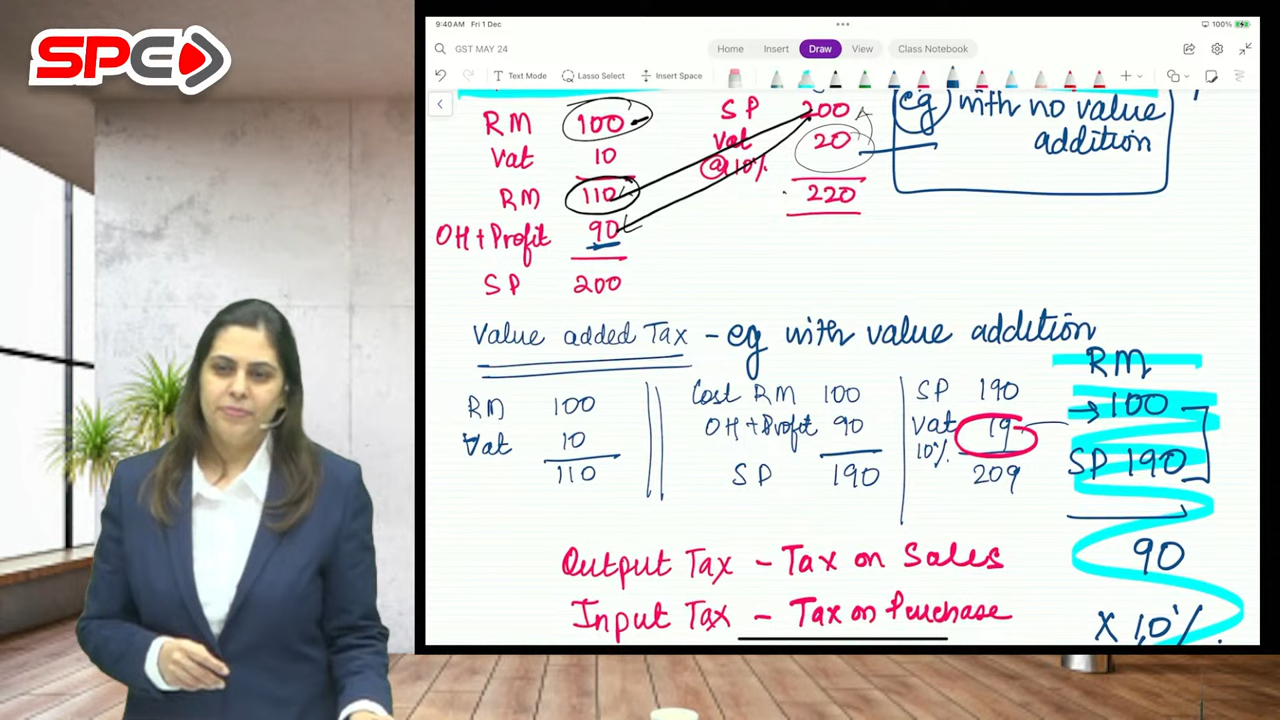 SPED
9:40 AM Fri 1 Dec
100%
GST MAY 24
Home Insert Draw View Class Notebook
Text Mode Lasso Select Insert Space
RM 100
Vat 10
RM 110
OH + Profit 90
SP 200
SP 200
Vat 20
@10%
220
eg with no value
addition
Value added Tax - eg with value addition
RM 100
Vat 10
110
Cost RM 100
OH + Profit 90
SP 190
SP 190
Vat 19
10%
209
RM
→ 100
SP 190
90
X 10%
Output Tax - Tax on Sales
Input Tax - Tax on Purchase